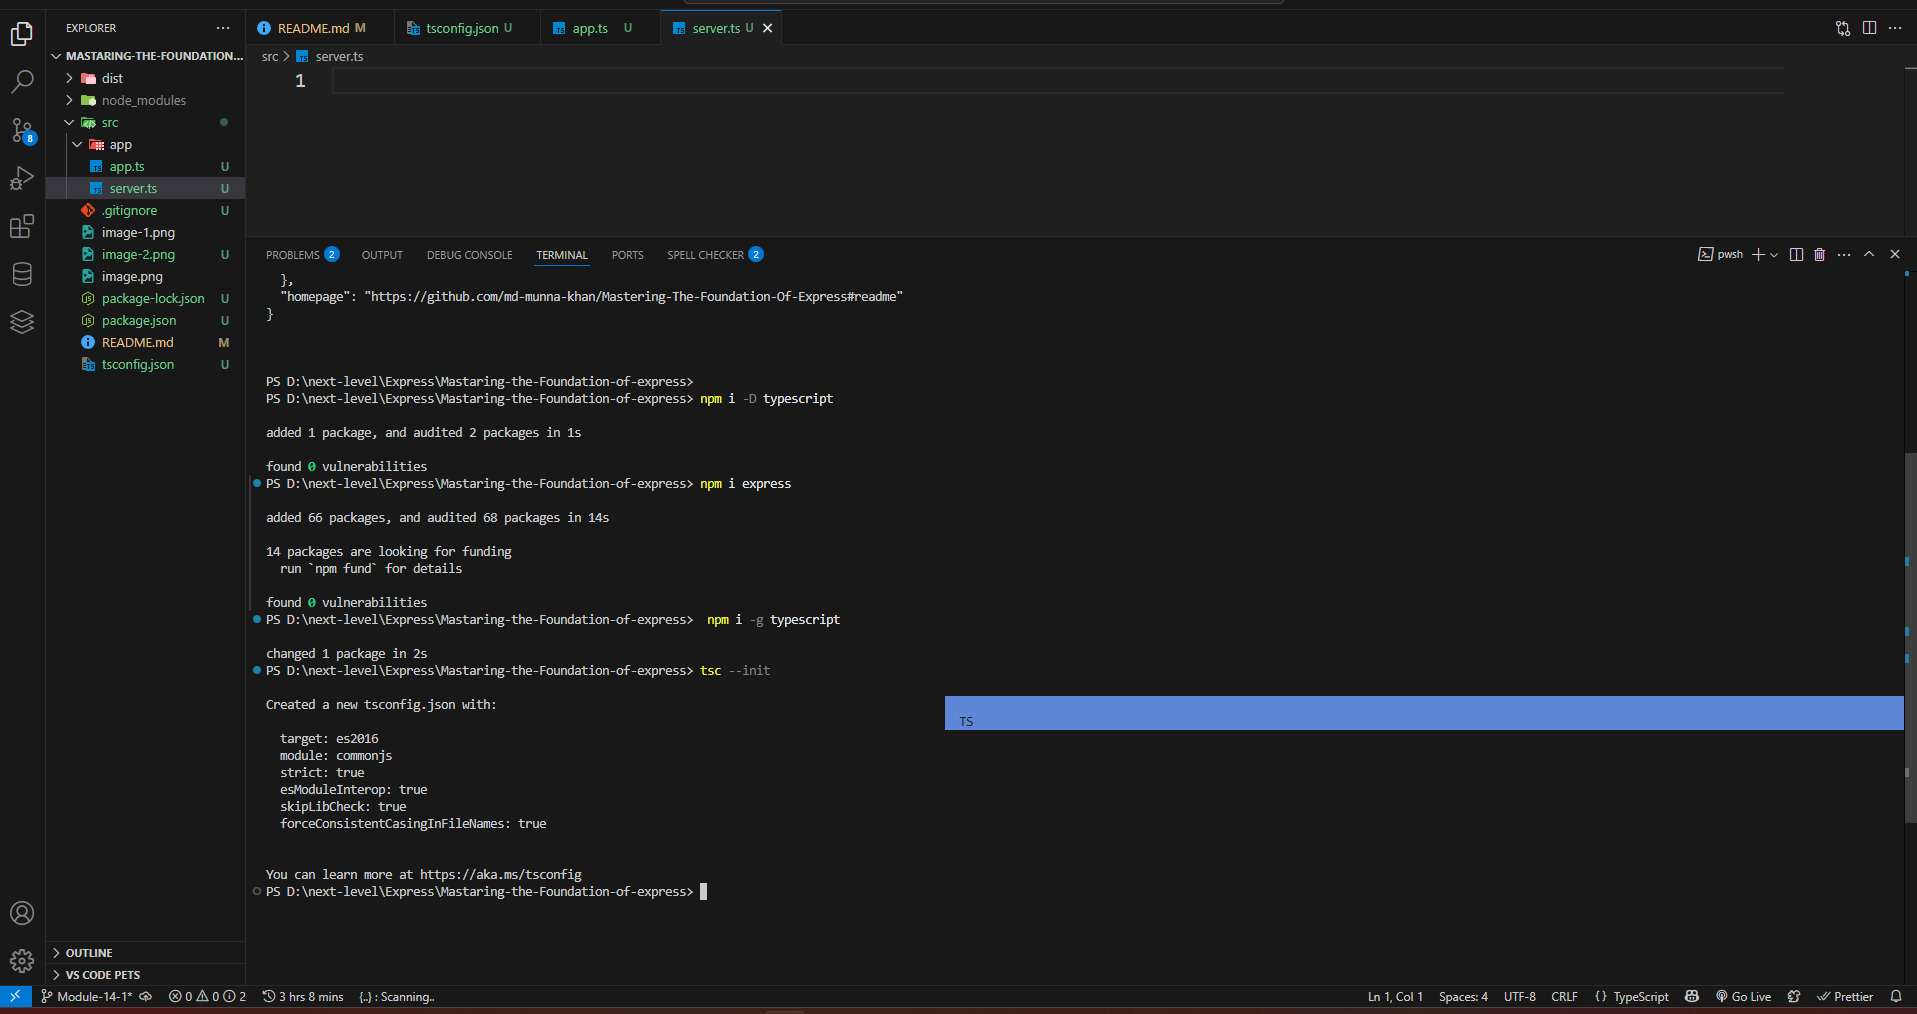 EXPLORER
MASTARING-THE-FOUNDATION...
dist
node_modules
src
app
app.ts U
server.ts U
.gitignore U
image-1.png
image-2.png U
image.png
package-lock.json U
package.json U
README.md M
tsconfig.json U
OUTLINE
VS CODE PETS
README.md M
tsconfig.json U
app.ts U
server.ts U
src > server.ts
1
PROBLEMS 2 OUTPUT DEBUG CONSOLE TERMINAL PORTS SPELL CHECKER 2
pwsh
},
"homepage": "https://github.com/md-munna-khan/Mastering-The-Foundation-Of-Express#readme"
}
PS D:\next-level\Express\Mastaring-the-Foundation-of-express>
PS D:\next-level\Express\Mastaring-the-Foundation-of-express> npm i -D typescript
added 1 package, and audited 2 packages in 1s
found 0 vulnerabilities
PS D:\next-level\Express\Mastaring-the-Foundation-of-express> npm i express
added 66 packages, and audited 68 packages in 14s
14 packages are looking for funding
run `npm fund` for details
found 0 vulnerabilities
PS D:\next-level\Express\Mastaring-the-Foundation-of-express> npm i -g typescript
changed 1 package in 2s
PS D:\next-level\Express\Mastaring-the-Foundation-of-express> tsc --init
Created a new tsconfig.json with:
TS
target: es2016
module: commonjs
strict: true
esModuleInterop: true
skipLibCheck: true
forceConsistentCasingInFileNames: true
You can learn more at https://aka.ms/tsconfig
PS D:\next-level\Express\Mastaring-the-Foundation-of-express>
Module-14-1* 0 0 2 3 hrs 8 mins {..} : Scanning.. Ln 1, Col 1 Spaces: 4 UTF-8 CRLF {} TypeScript Go Live Prettier